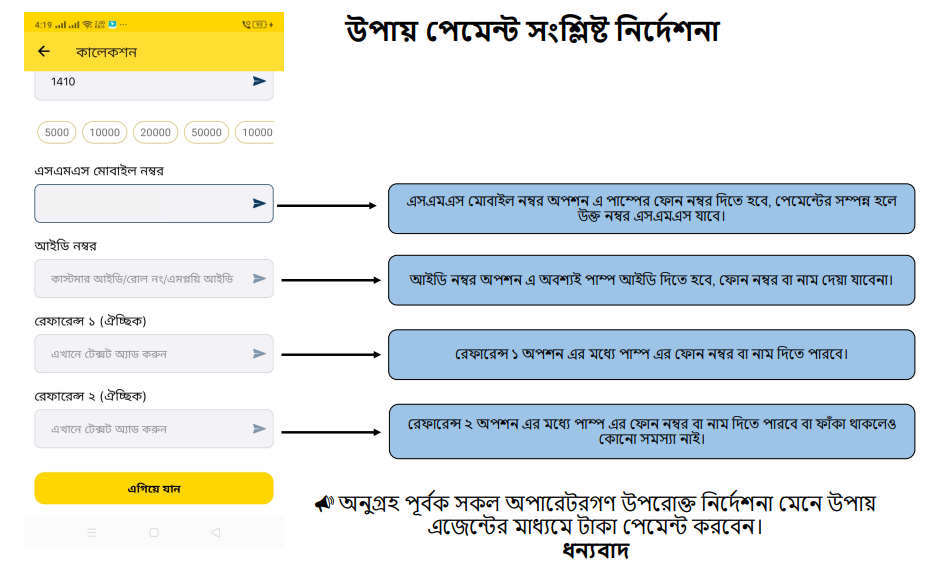 উপায় পেমেন্ট সংশ্লিষ্ট নির্দেশনা
4:19
93
কালেকশন
1410
5000 10000 20000 50000 10000
এসএমএস মোবাইল নম্বর
এসএমএস মোবাইল নম্বর অপশন এ পাম্পের ফোন নম্বর দিতে হবে, পেমেন্টের সম্পন্ন হলে
উক্ত নম্বর এসএমএস যাবে।
আইডি নম্বর
কাস্টমার আইডি/রোল নং/এমপ্লয়ি আইডি
আইডি নম্বর অপশন এ অবশ্যই পাম্প আইডি দিতে হবে, ফোন নম্বর বা নাম দেয়া যাবেনা।
রেফারেন্স ১ (ঐচ্ছিক)
এখানে টেক্সট অ্যাড করুন
রেফারেন্স ১ অপশন এর মধ্যে পাম্প এর ফোন নম্বর বা নাম দিতে পারবে।
রেফারেন্স ২ (ঐচ্ছিক)
এখানে টেক্সট অ্যাড করুন
রেফারেন্স ২ অপশন এর মধ্যে পাম্প এর ফোন নম্বর বা নাম দিতে পারবে বা ফাঁকা থাকলেও
কোনো সমস্যা নাই।
এগিয়ে যান
অনুগ্রহ পূর্বক সকল অপারেটরগণ উপরোক্ত নির্দেশনা মেনে উপায়
এজেন্টের মাধ্যমে টাকা পেমেন্ট করবেন।
ধন্যবাদ